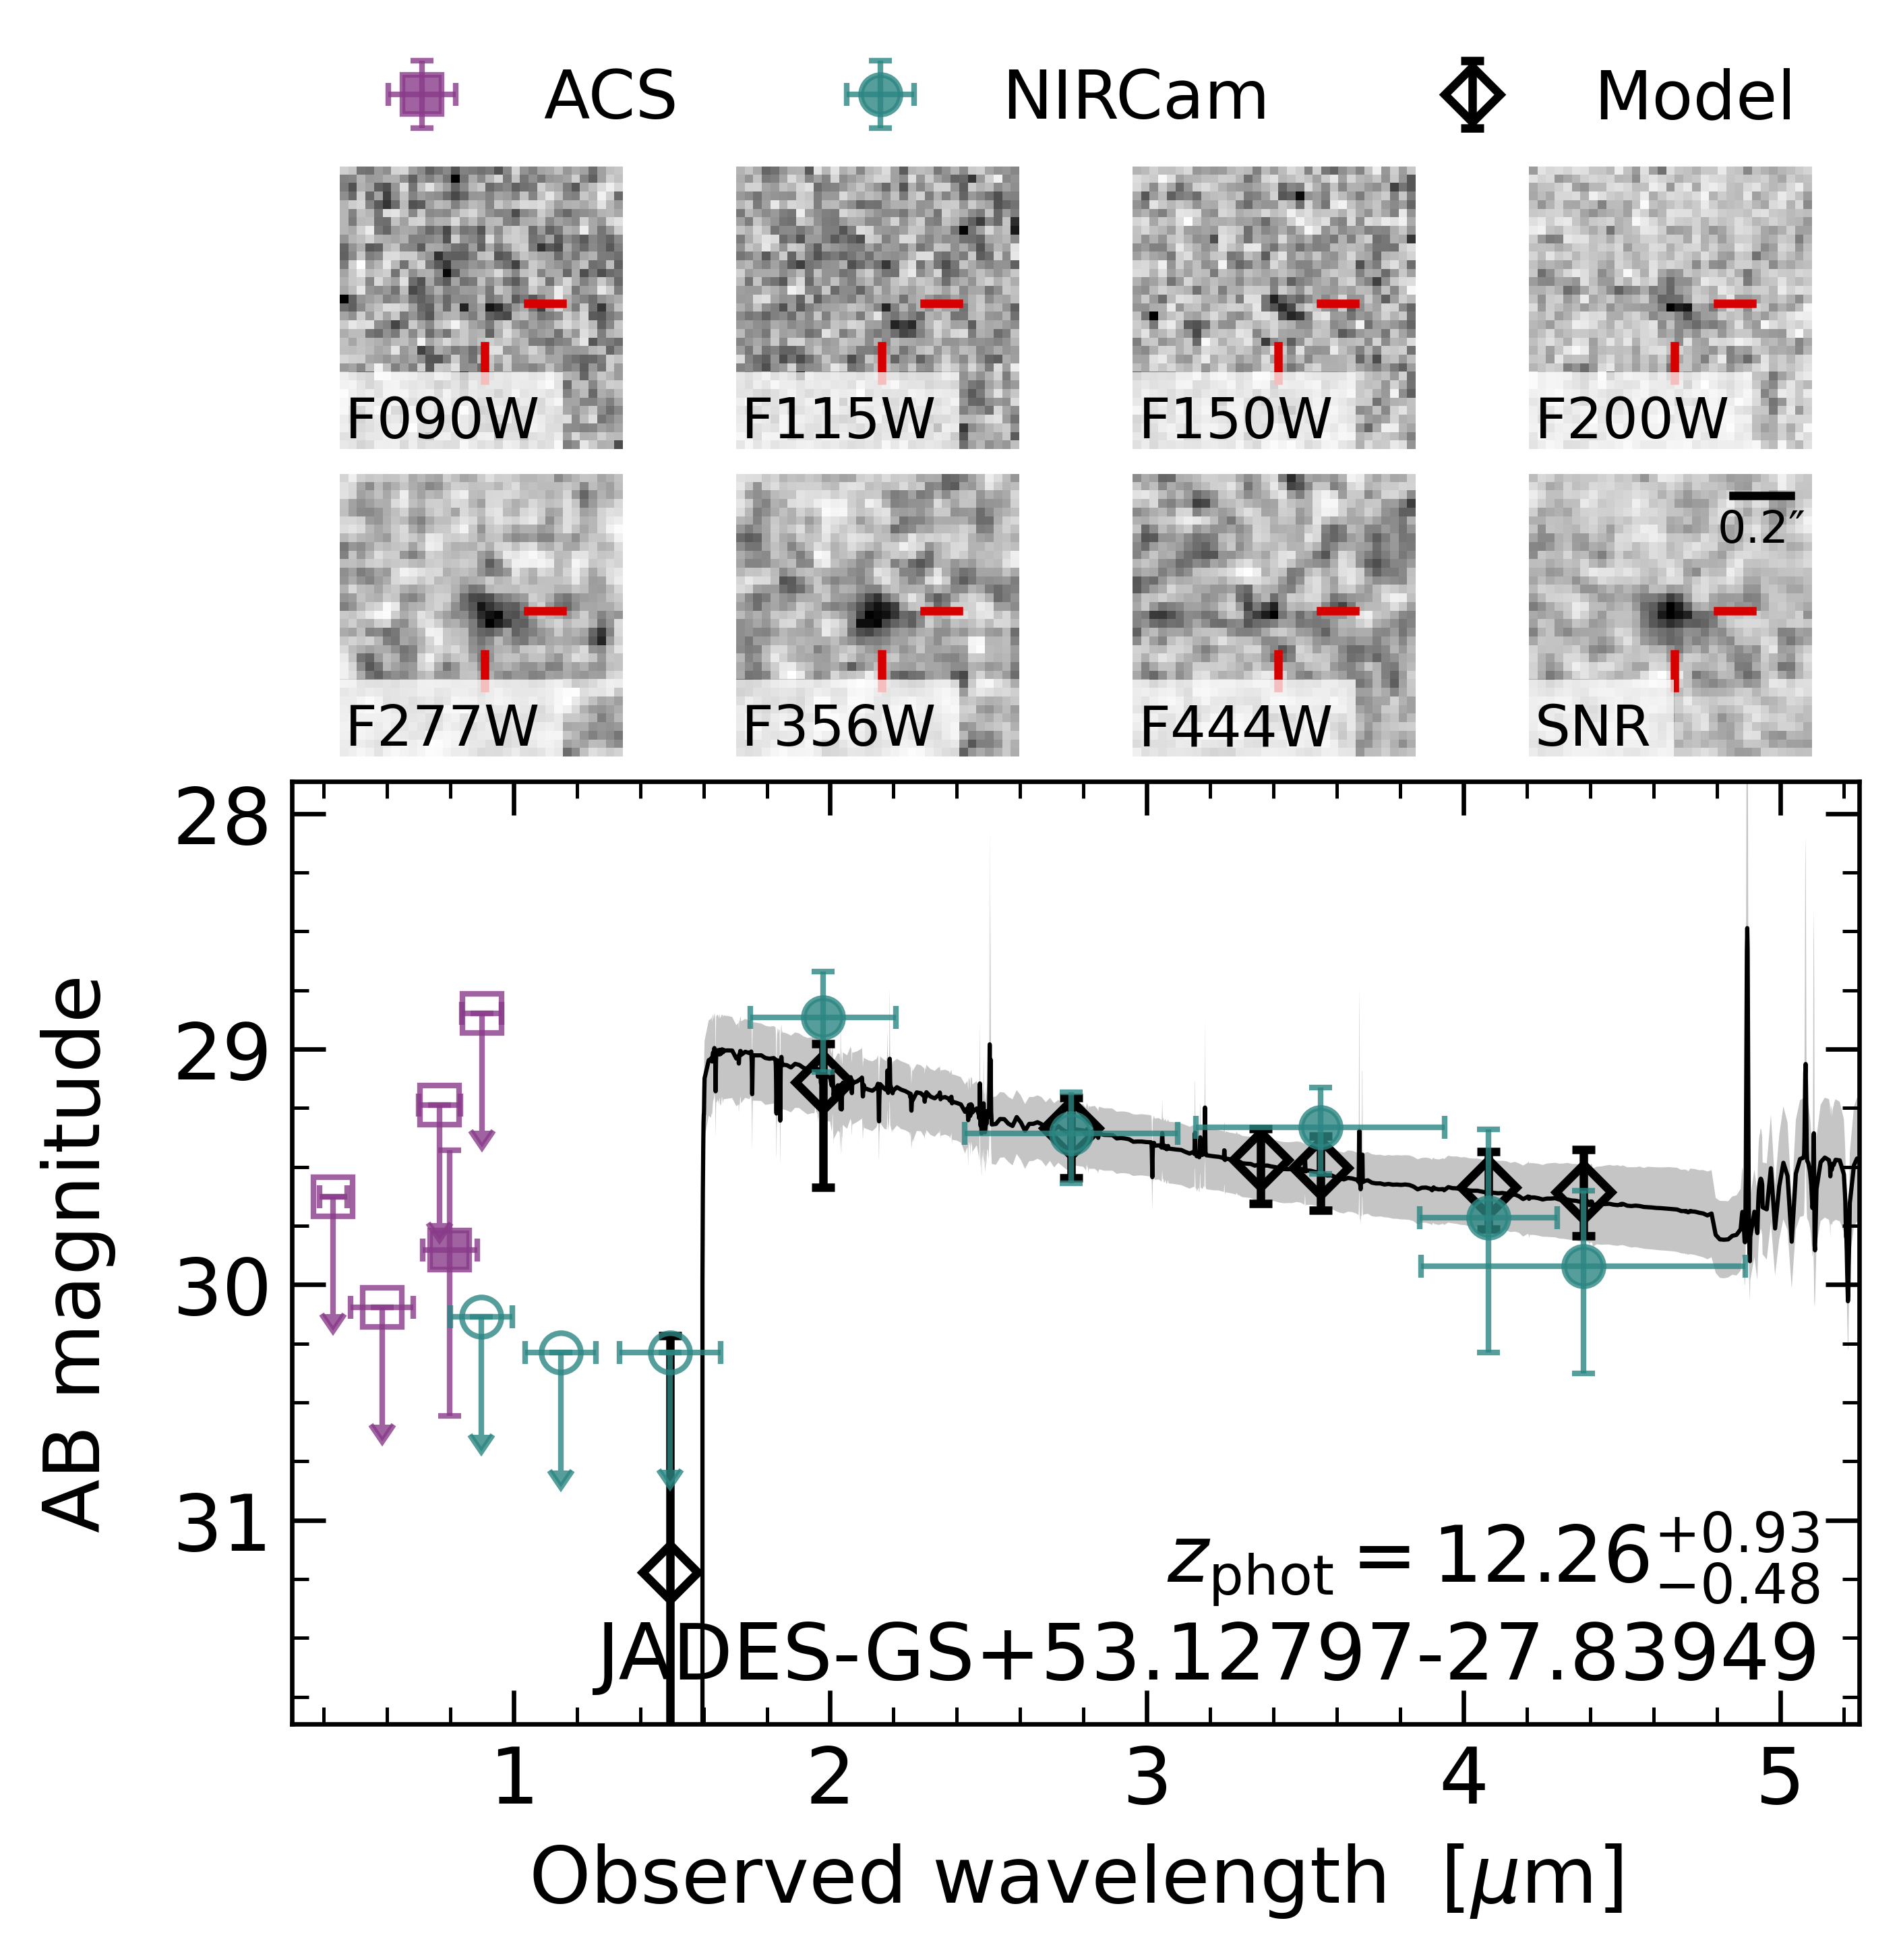 ACS NIRCam Model
F090W F115W F150W F200W
0.2″
F277W F356W F444W SNR
28
29
30
31
AB magnitude
z_phot = 12.26 +0.93 −0.48
JADES-GS+53.12797-27.83949
1 2 3 4 5
Observed wavelength [μm]